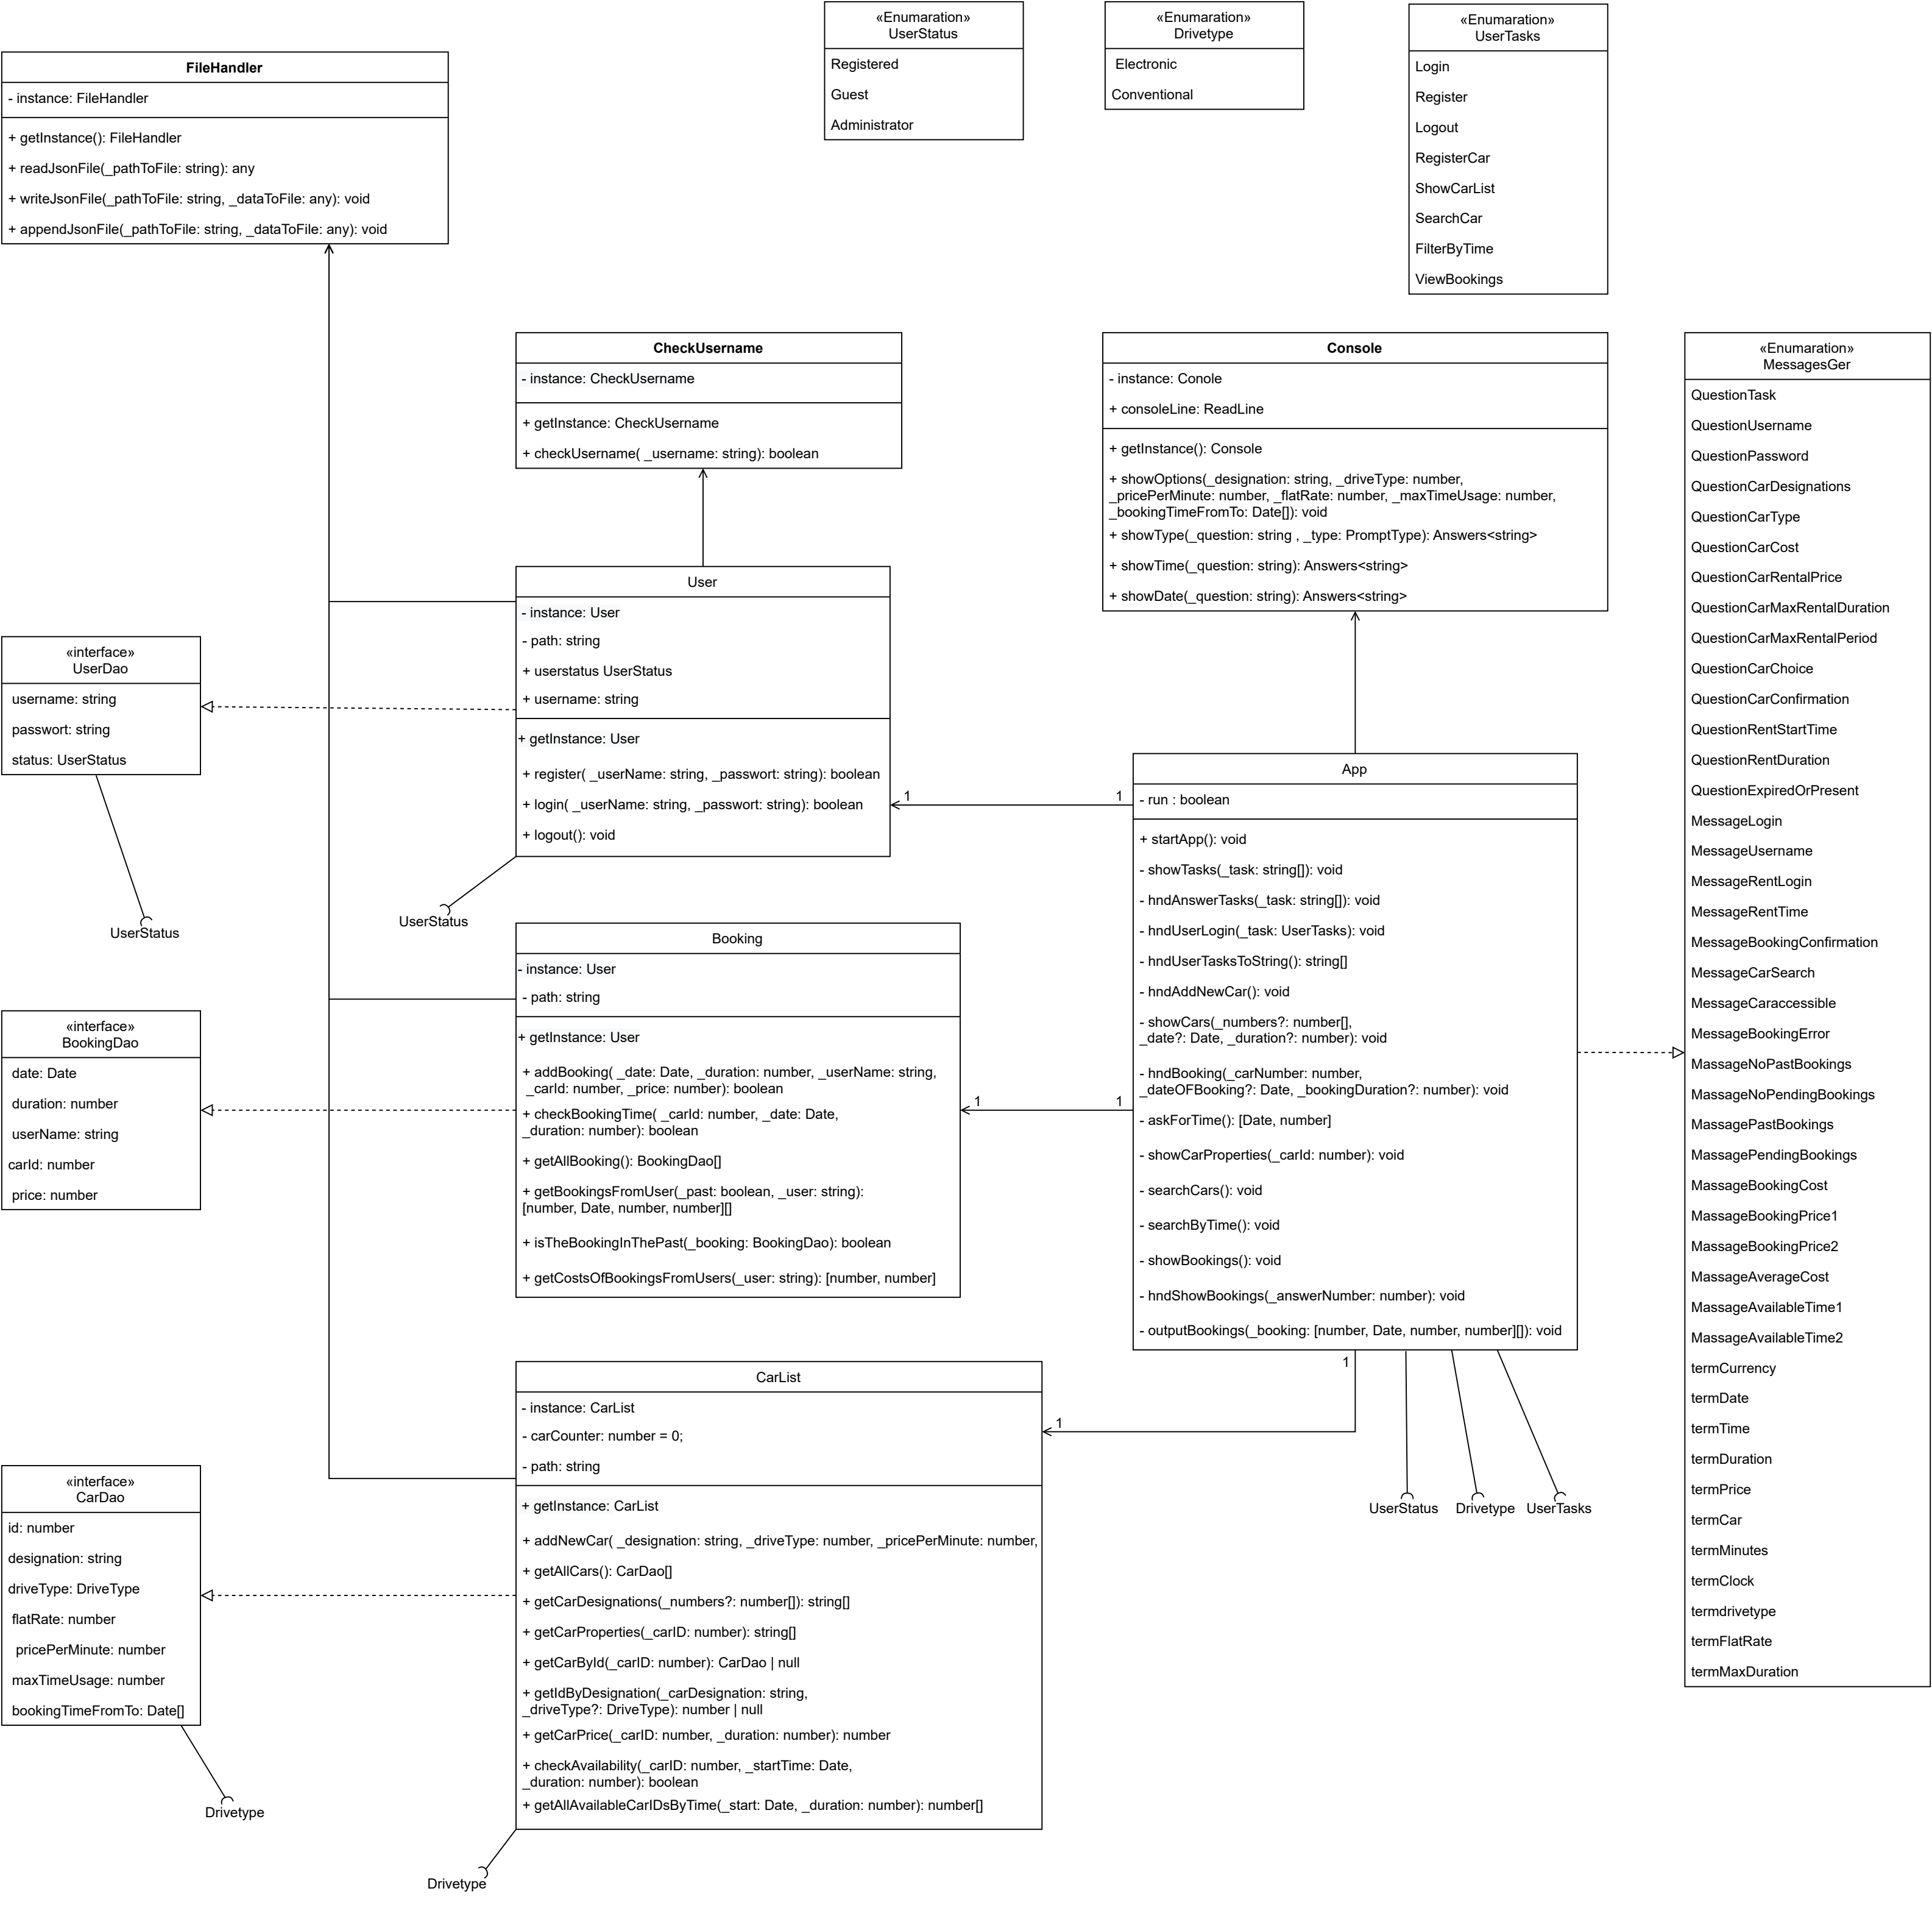 «Enumaration»
UserStatus
Registered
Guest
Administrator
«Enumaration»
Drivetype
Electronic
Conventional
«Enumaration»
UserTasks
Login
Register
Logout
RegisterCar
ShowCarList
SearchCar
FilterByTime
ViewBookings
FileHandler
- instance: FileHandler
+ getInstance(): FileHandler
+ readJsonFile(_pathToFile: string): any
+ writeJsonFile(_pathToFile: string, _dataToFile: any): void
+ appendJsonFile(_pathToFile: string, _dataToFile: any): void
CheckUsername
- instance: CheckUsername
+ getInstance: CheckUsername
+ checkUsername( _username: string): boolean
Console
- instance: Conole
+ consoleLine: ReadLine
+ getInstance(): Console
+ showOptions(_designation: string, _driveType: number,
_pricePerMinute: number, _flatRate: number, _maxTimeUsage: number,
_bookingTimeFromTo: Date[]): void
+ showType(_question: string , _type: PromptType): Answers<string>
+ showTime(_question: string): Answers<string>
+ showDate(_question: string): Answers<string>
«Enumaration»
MessagesGer
QuestionTask
QuestionUsername
QuestionPassword
QuestionCarDesignations
QuestionCarType
QuestionCarCost
QuestionCarRentalPrice
QuestionCarMaxRentalDuration
QuestionCarMaxRentalPeriod
QuestionCarChoice
QuestionCarConfirmation
QuestionRentStartTime
QuestionRentDuration
QuestionExpiredOrPresent
MessageLogin
MessageUsername
MessageRentLogin
MessageRentTime
MessageBookingConfirmation
MessageCarSearch
MessageCaraccessible
MessageBookingError
MassageNoPastBookings
MassageNoPendingBookings
MassagePastBookings
MassagePendingBookings
MassageBookingCost
MassageBookingPrice1
MassageBookingPrice2
MassageAverageCost
MassageAvailableTime1
MassageAvailableTime2
termCurrency
termDate
termTime
termDuration
termPrice
termCar
termMinutes
termClock
termdrivetype
termFlatRate
termMaxDuration
User
- instance: User
- path: string
+ userstatus UserStatus
+ username: string
+ getInstance: User
+ register( _userName: string, _passwort: string): boolean
+ login( _userName: string, _passwort: string): boolean
+ logout(): void
UserStatus
«interface»
UserDao
username: string
passwort: string
status: UserStatus
UserStatus
1
1
App
- run : boolean
+ startApp(): void
- showTasks(_task: string[]): void
- hndAnswerTasks(_task: string[]): void
- hndUserLogin(_task: UserTasks): void
- hndUserTasksToString(): string[]
- hndAddNewCar(): void
- showCars(_numbers?: number[],
_date?: Date, _duration?: number): void
- hndBooking(_carNumber: number,
_dateOFBooking?: Date, _bookingDuration?: number): void
- askForTime(): [Date, number]
- showCarProperties(_carId: number): void
- searchCars(): void
- searchByTime(): void
- showBookings(): void
- hndShowBookings(_answerNumber: number): void
- outputBookings(_booking: [number, Date, number, number][]): void
1
1
1
1
UserStatus
Drivetype
UserTasks
Booking
- instance: User
- path: string
+ getInstance: User
+ addBooking( _date: Date, _duration: number, _userName: string,
_carId: number, _price: number): boolean
+ checkBookingTime( _carId: number, _date: Date,
_duration: number): boolean
+ getAllBooking(): BookingDao[]
+ getBookingsFromUser(_past: boolean, _user: string):
[number, Date, number, number][]
+ isTheBookingInThePast(_booking: BookingDao): boolean
+ getCostsOfBookingsFromUsers(_user: string): [number, number]
«interface»
BookingDao
date: Date
duration: number
userName: string
carId: number
price: number
CarList
- instance: CarList
- carCounter: number = 0;
- path: string
+ getInstance: CarList
+ addNewCar( _designation: string, _driveType: number, _pricePerMinute: number,
+ getAllCars(): CarDao[]
+ getCarDesignations(_numbers?: number[]): string[]
+ getCarProperties(_carID: number): string[]
+ getCarById(_carID: number): CarDao | null
+ getIdByDesignation(_carDesignation: string,
_driveType?: DriveType): number | null
+ getCarPrice(_carID: number, _duration: number): number
+ checkAvailability(_carID: number, _startTime: Date,
_duration: number): boolean
+ getAllAvailableCarIDsByTime(_start: Date, _duration: number): number[]
Drivetype
«interface»
CarDao
id: number
designation: string
driveType: DriveType
flatRate: number
pricePerMinute: number
maxTimeUsage: number
bookingTimeFromTo: Date[]
Drivetype